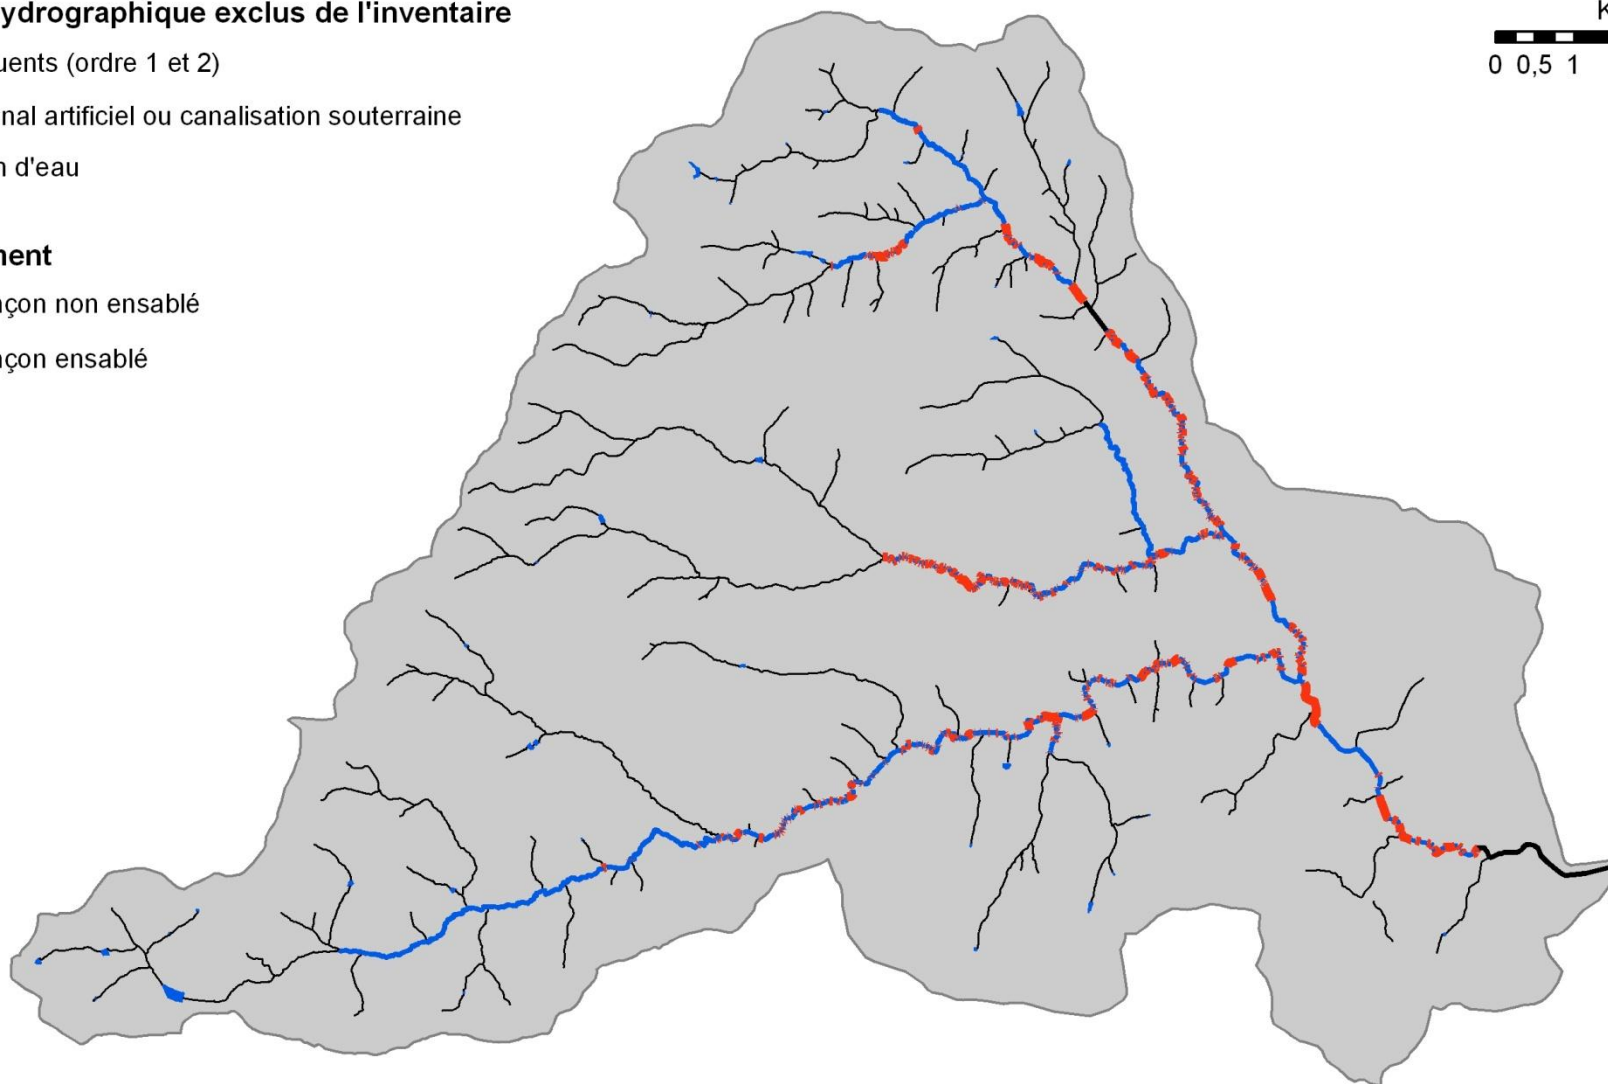 ydrographique exclus de l'inventaire
uents (ordre 1 et 2)
nal artificiel ou canalisation souterraine
n d'eau
ment
nçon non ensablé
nçon ensablé
K
0 0,5 1